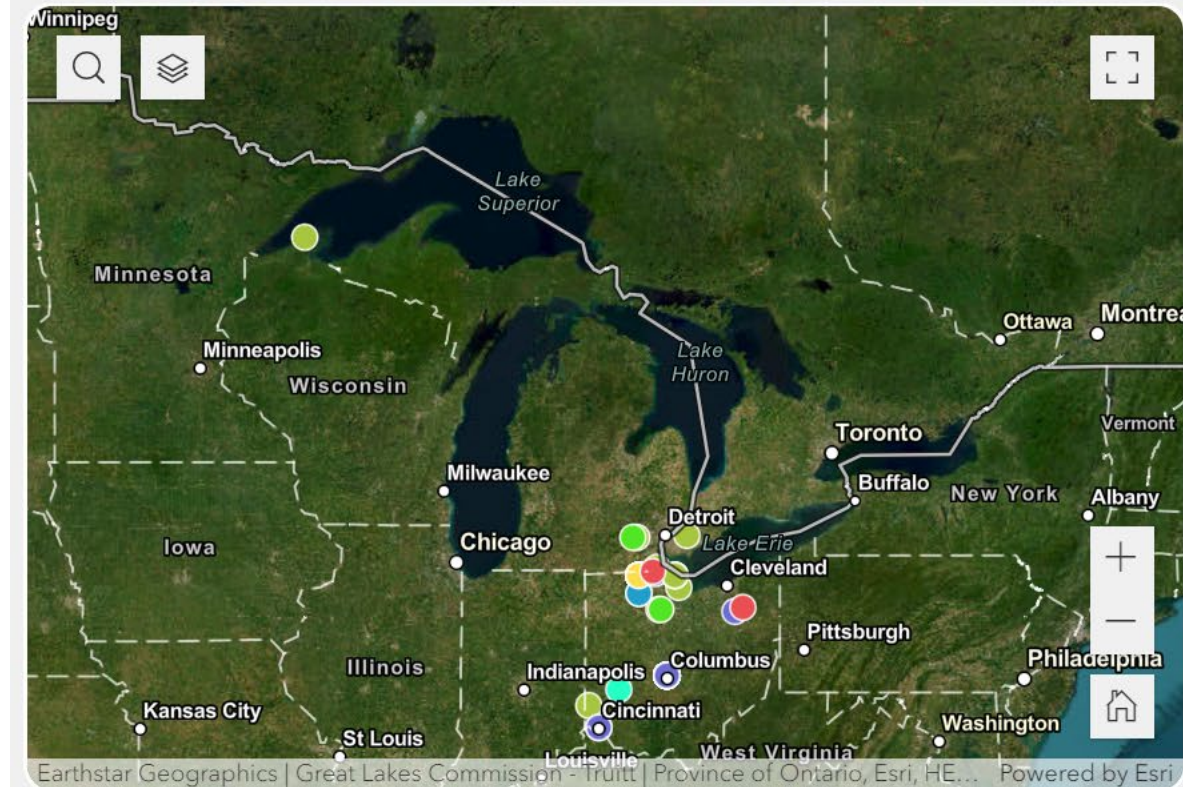 Winnipeg
Lake
Superior
Minnesota
Ottawa
Montrea
Minneapolis
Lake
Huron
Wisconsin
Vermont
Toronto
Milwaukee
Buffalo
New York
Albany
Detroit
Chicago
Lake Erie
Iowa
Cleveland
Pittsburgh
Philadelphia
Illinois
Indianapolis
Columbus
Kansas City
Cincinnati
Washington
St Louis
West Virginia
Louisville
Earthstar Geographics | Great Lakes Commission - Truitt | Province of Ontario, Esri, HE... Powered by Esri